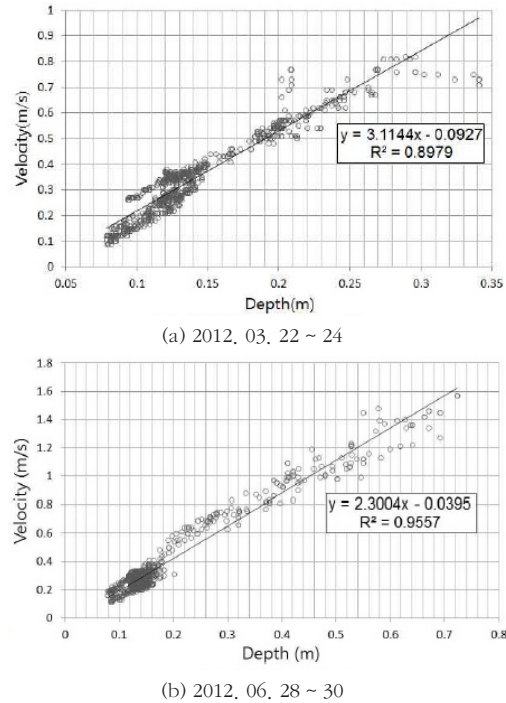 1
0.9
0.8
0.7
0.6
0.5
0.4
0.3
0.2
0.1
0
Velocity(m/s)
y = 3.1144x - 0.0927
R² = 0.8979
0.05 0.1 0.15 0.2 0.25 0.3 0.35
Depth(m)
(a) 2012. 03. 22 ~ 24
1.8
1.6
1.4
1.2
1
0.8
0.6
0.4
0.2
0
Velocity (m/s)
y = 2.3004x - 0.0395
R² = 0.9557
0 0.1 0.2 0.3 0.4 0.5 0.6 0.7 0.8
Depth (m)
(b) 2012. 06. 28 ~ 30